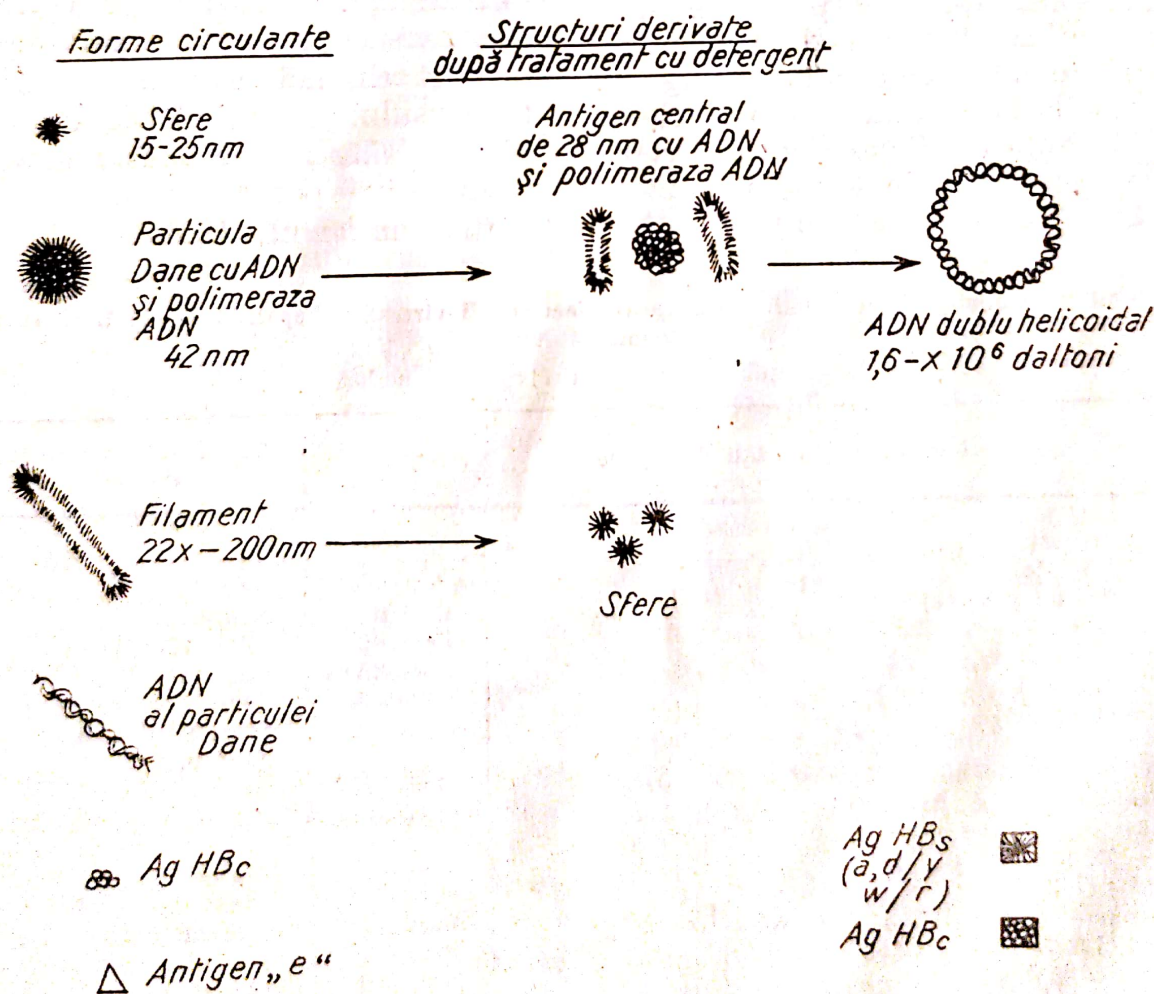 Forme circulante
Structuri derivate
după tratament cu detergent
Sfere
15-25nm
Antigen central
de 28 nm cu ADN
și polimeraza ADN
Particula
Dane cu ADN
și polimeraza
ADN
42 nm
ADN dublu helicoidal
1,6-x 10⁶ daltoni
Filament
22x-200nm
Sfere
ADN
al particulei
Dane
Ag HBc
Antigen „e“
Ag HBs
(a, d/y
w/r)
Ag HBc